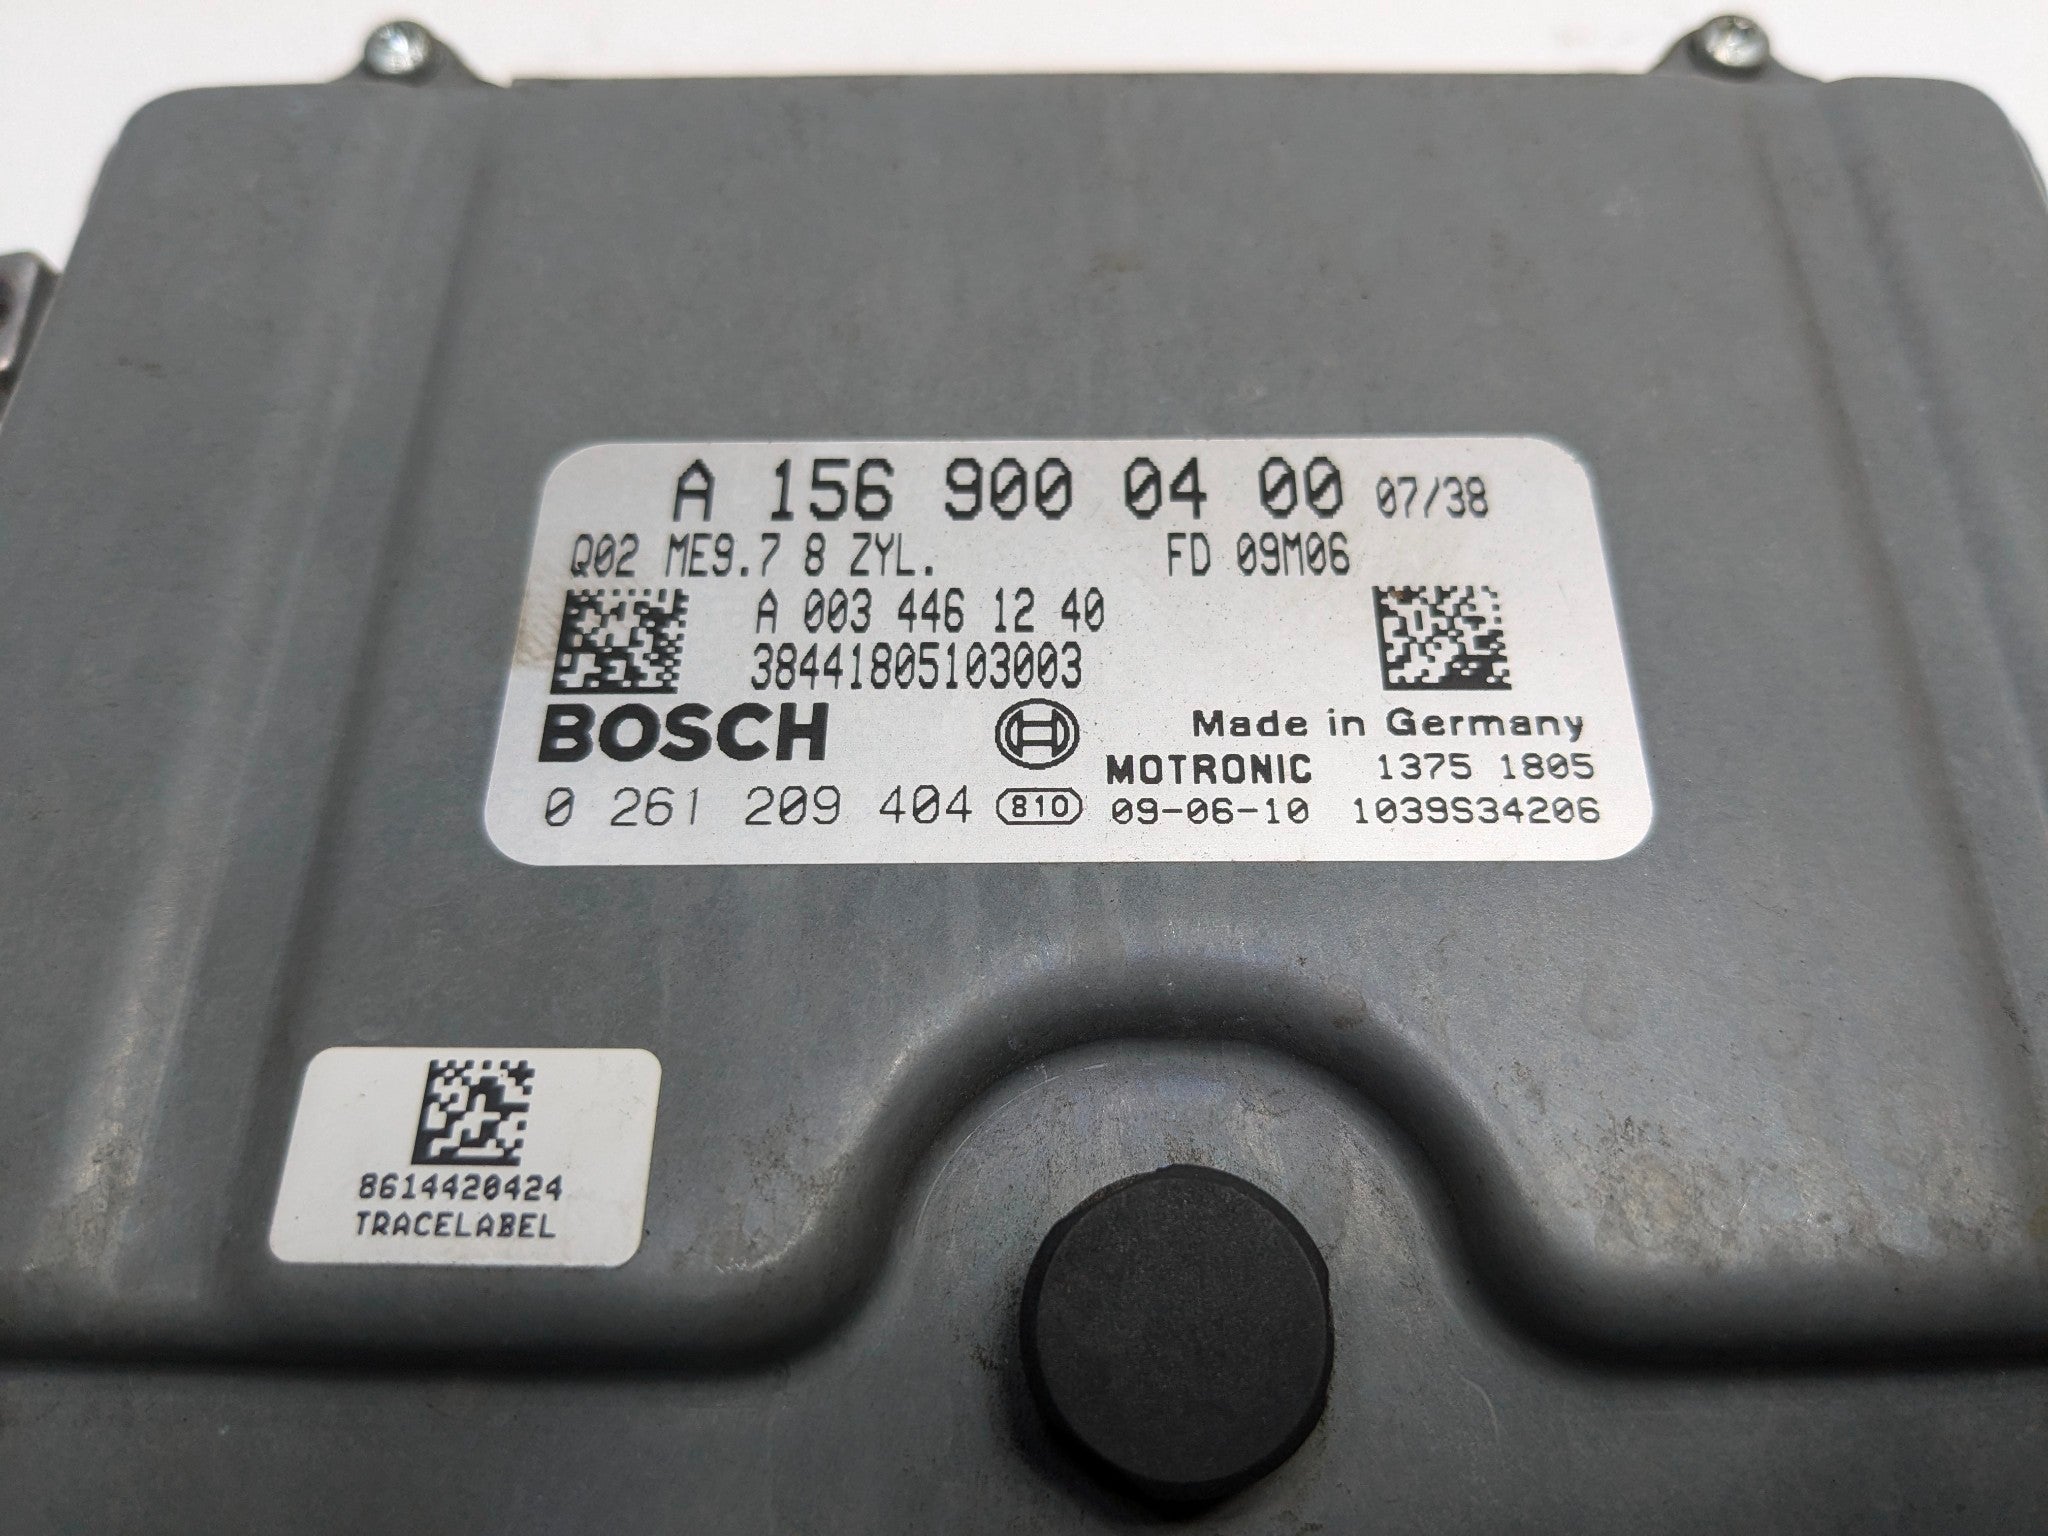 A 156 900 04 00 07/38
Q02 ME9.7 8 ZYL. FD 09M06
A 003 446 12 40
38441805103003
BOSCH Made in Germany
MOTRONIC 1375 1805
0 261 209 404 810 09-06-10 1039S34206
8614420424
TRACELABEL